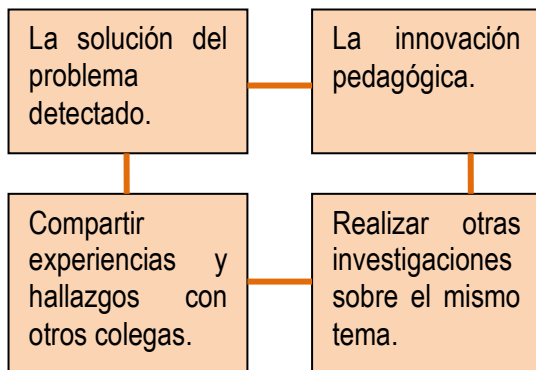 La solución del
problema
detectado.
La innovación
pedagógica.
Compartir
experiencias y
hallazgos con
otros colegas.
Realizar otras
investigaciones
sobre el mismo
tema.